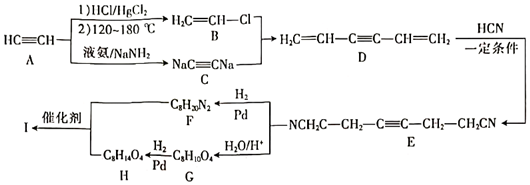 HC≡CH
A
1)HCl/HgCl₂
2)120~180 ℃
H₂C=CH—Cl
B
液氨/NaNH₂
NaC≡CNa
C
H₂C=CH—C≡C—CH=CH₂
D
HCN
一定条件
NCH₂C—CH₂—C≡C—CH₂—CH₂CN
E
H₂
Pd
C₈H₂₀N₂
F
H₂O/H⁺
C₈H₁₀O₄
G
H₂
Pd
C₈H₁₄O₄
H
催化剂
I